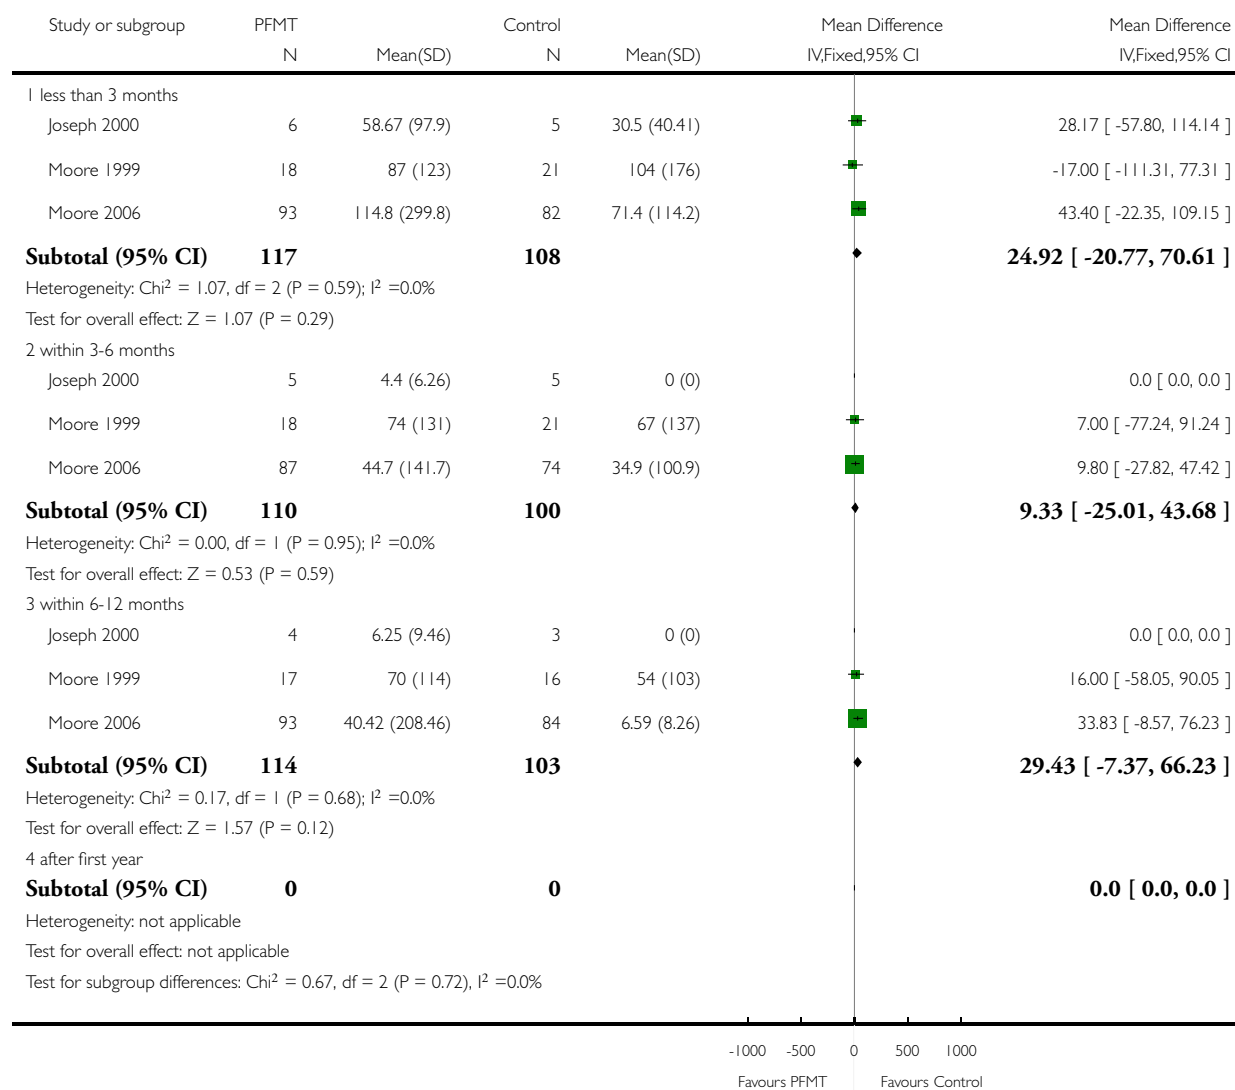 Study or subgroup PFMT Control Mean Difference Mean Difference
N Mean(SD) N Mean(SD) IV,Fixed,95% CI IV,Fixed,95% CI
1 less than 3 months
Joseph 2000 6 58.67 (97.9) 5 30.5 (40.41) 28.17 [ -57.80, 114.14 ]
Moore 1999 18 87 (123) 21 104 (176) -17.00 [ -111.31, 77.31 ]
Moore 2006 93 114.8 (299.8) 82 71.4 (114.2) 43.40 [ -22.35, 109.15 ]
Subtotal (95% CI) 117 108 24.92 [ -20.77, 70.61 ]
Heterogeneity: Chi² = 1.07, df = 2 (P = 0.59); I² =0.0%
Test for overall effect: Z = 1.07 (P = 0.29)
2 within 3-6 months
Joseph 2000 5 4.4 (6.26) 5 0 (0) 0.0 [ 0.0, 0.0 ]
Moore 1999 18 74 (131) 21 67 (137) 7.00 [ -77.24, 91.24 ]
Moore 2006 87 44.7 (141.7) 74 34.9 (100.9) 9.80 [ -27.82, 47.42 ]
Subtotal (95% CI) 110 100 9.33 [ -25.01, 43.68 ]
Heterogeneity: Chi² = 0.00, df = 1 (P = 0.95); I² =0.0%
Test for overall effect: Z = 0.53 (P = 0.59)
3 within 6-12 months
Joseph 2000 4 6.25 (9.46) 3 0 (0) 0.0 [ 0.0, 0.0 ]
Moore 1999 17 70 (114) 16 54 (103) 16.00 [ -58.05, 90.05 ]
Moore 2006 93 40.42 (208.46) 84 6.59 (8.26) 33.83 [ -8.57, 76.23 ]
Subtotal (95% CI) 114 103 29.43 [ -7.37, 66.23 ]
Heterogeneity: Chi² = 0.17, df = 1 (P = 0.68); I² =0.0%
Test for overall effect: Z = 1.57 (P = 0.12)
4 after first year
Subtotal (95% CI) 0 0 0.0 [ 0.0, 0.0 ]
Heterogeneity: not applicable
Test for overall effect: not applicable
Test for subgroup differences: Chi² = 0.67, df = 2 (P = 0.72), I² =0.0%
-1000 -500 0 500 1000
Favours PFMT Favours Control